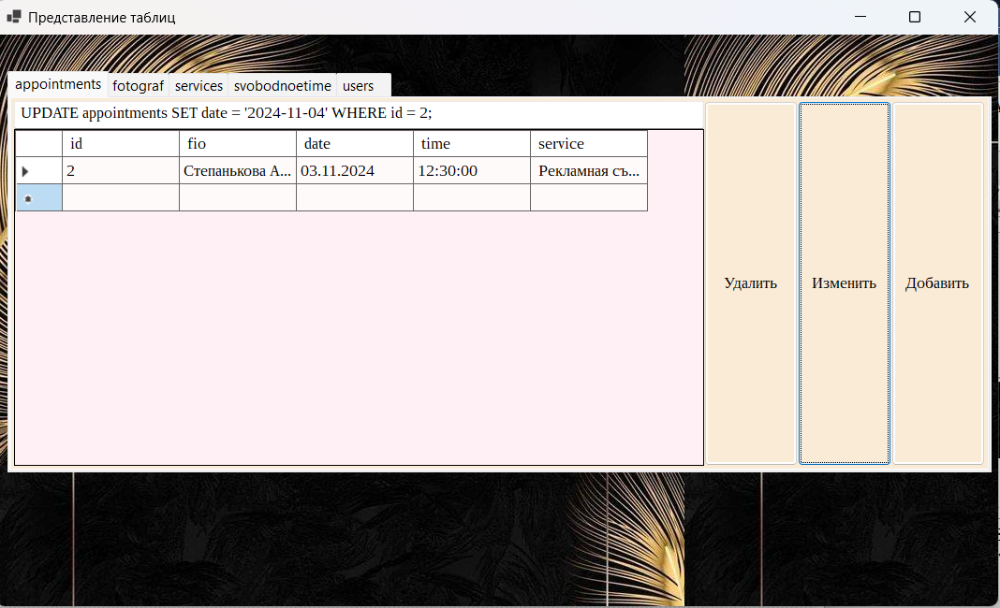 Представление таблиц
appointments fotograf services svobodnoetime users
UPDATE appointments SET date = '2024-11-04' WHERE id = 2;
id fio date time service
2 Степанькова А... 03.11.2024 12:30:00 Рекламная съ...
Удалить Изменить Добавить